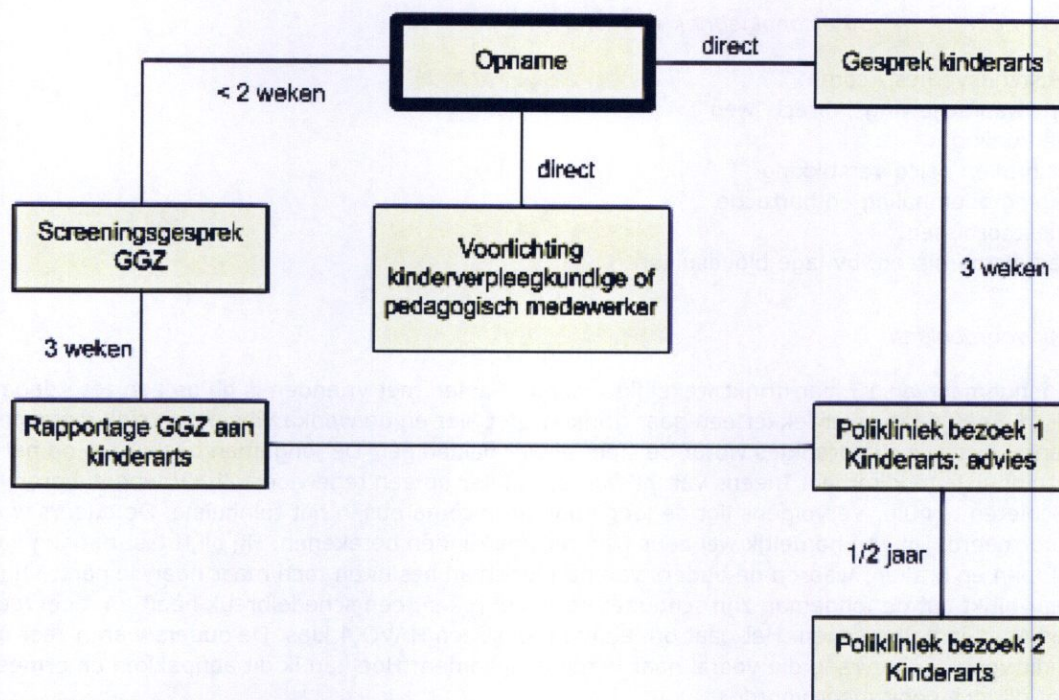 Opname
direct
Gesprek kinderarts
< 2 weken
direct
Screeningsgesprek
GGZ
Voorlichting
kinderverpleegkundige of
pedagogisch medewerker
3 weken
3 weken
Rapportage GGZ aan
kinderarts
Polikliniek bezoek 1
Kinderarts: advies
1/2 jaar
Polikliniek bezoek 2
Kinderarts